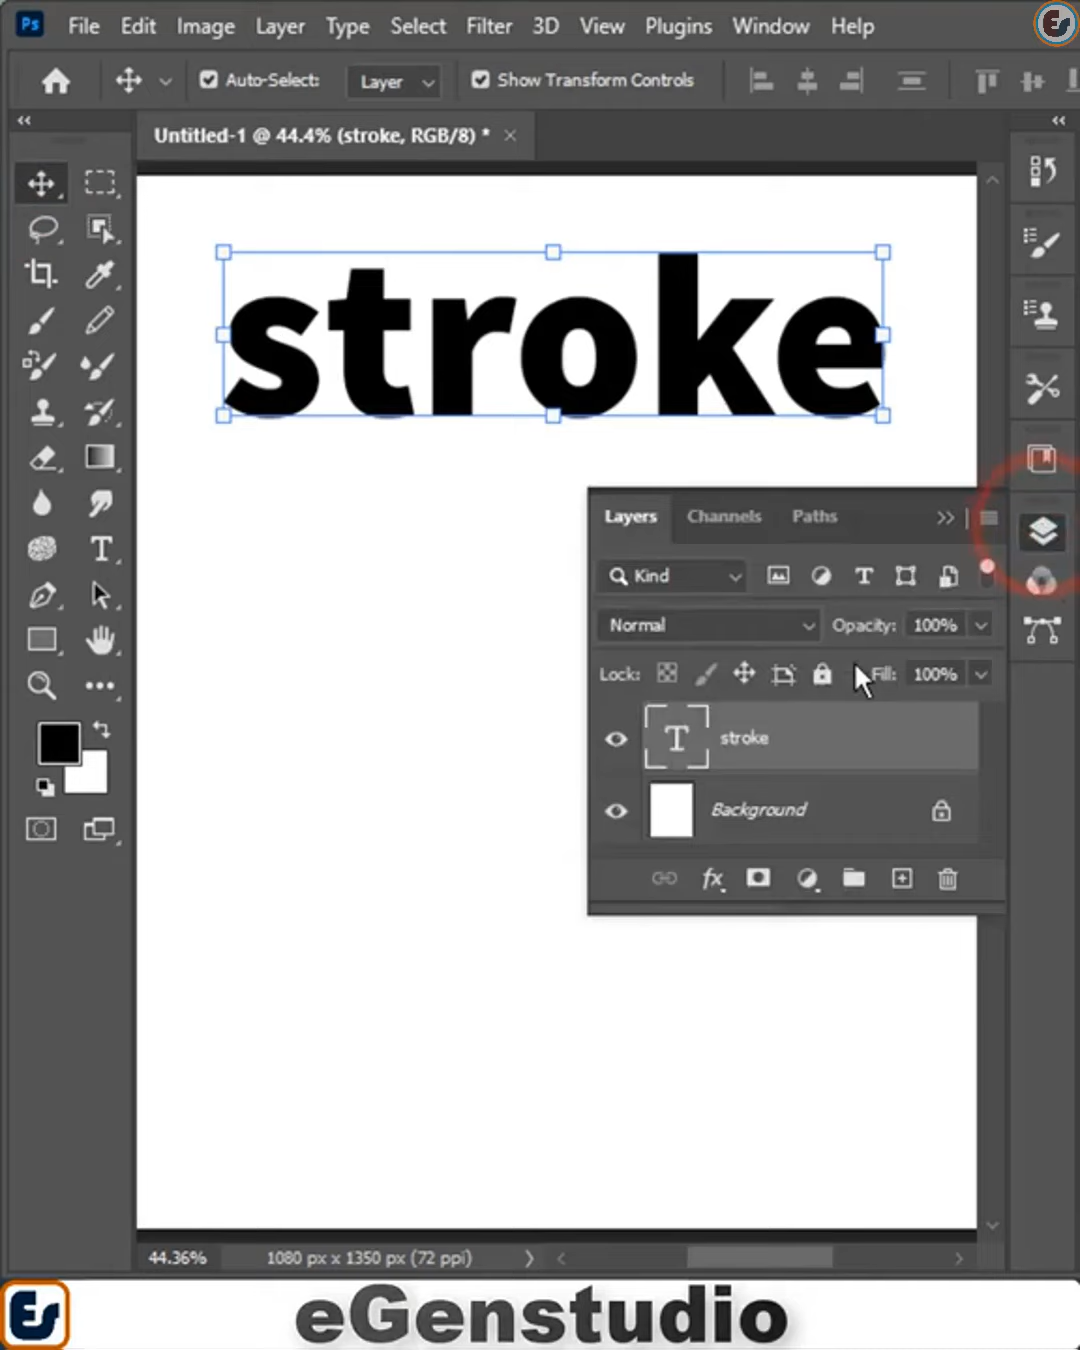 Ps File Edit Image Layer Type Select Filter 3D View Plugins Window Help
Auto-Select: Layer Show Transform Controls
Untitled-1 @ 44.4% (stroke, RGB/8) *
stroke
Layers Channels Paths
Kind
Normal Opacity: 100%
Lock: Fill: 100%
stroke
Background
fx
44.36% 1080 px x 1350 px (72 ppi)
eGenstudio